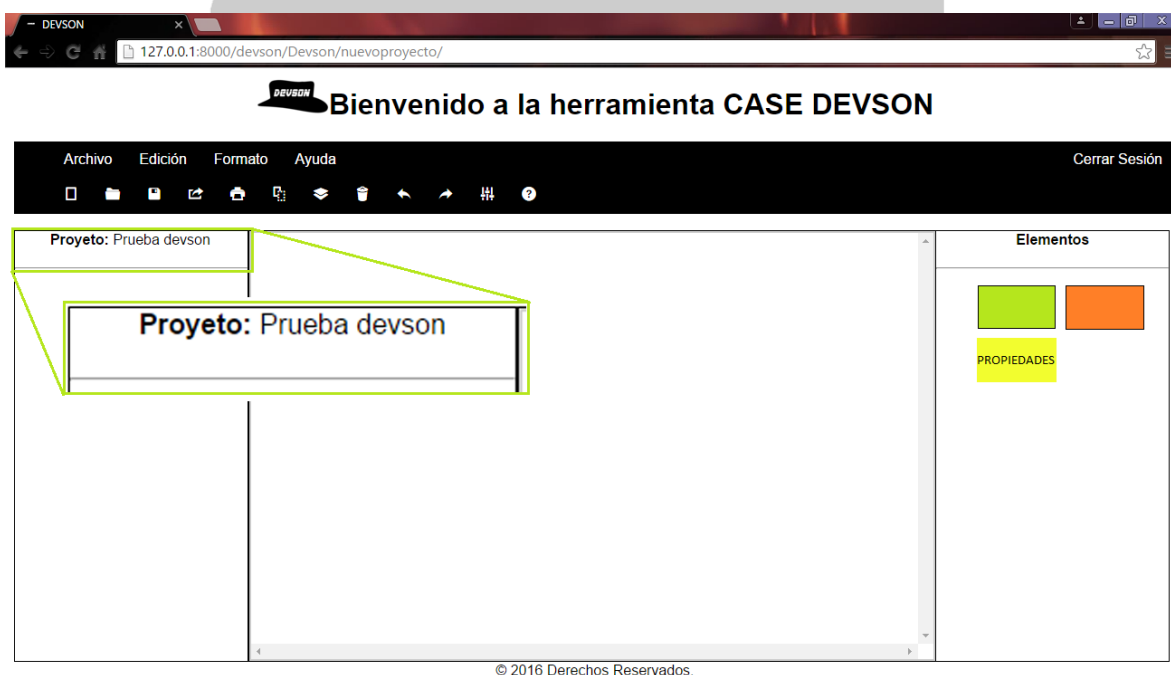 DEVSON
127.0.0.1:8000/devson/Devson/nuevoproyecto/
DEVSON
Bienvenido a la herramienta CASE DEVSON
Archivo Edición Formato Ayuda Cerrar Sesión
Proyeto: Prueba devson
Elementos
Proyeto: Prueba devson
PROPIEDADES
© 2016 Derechos Reservados.